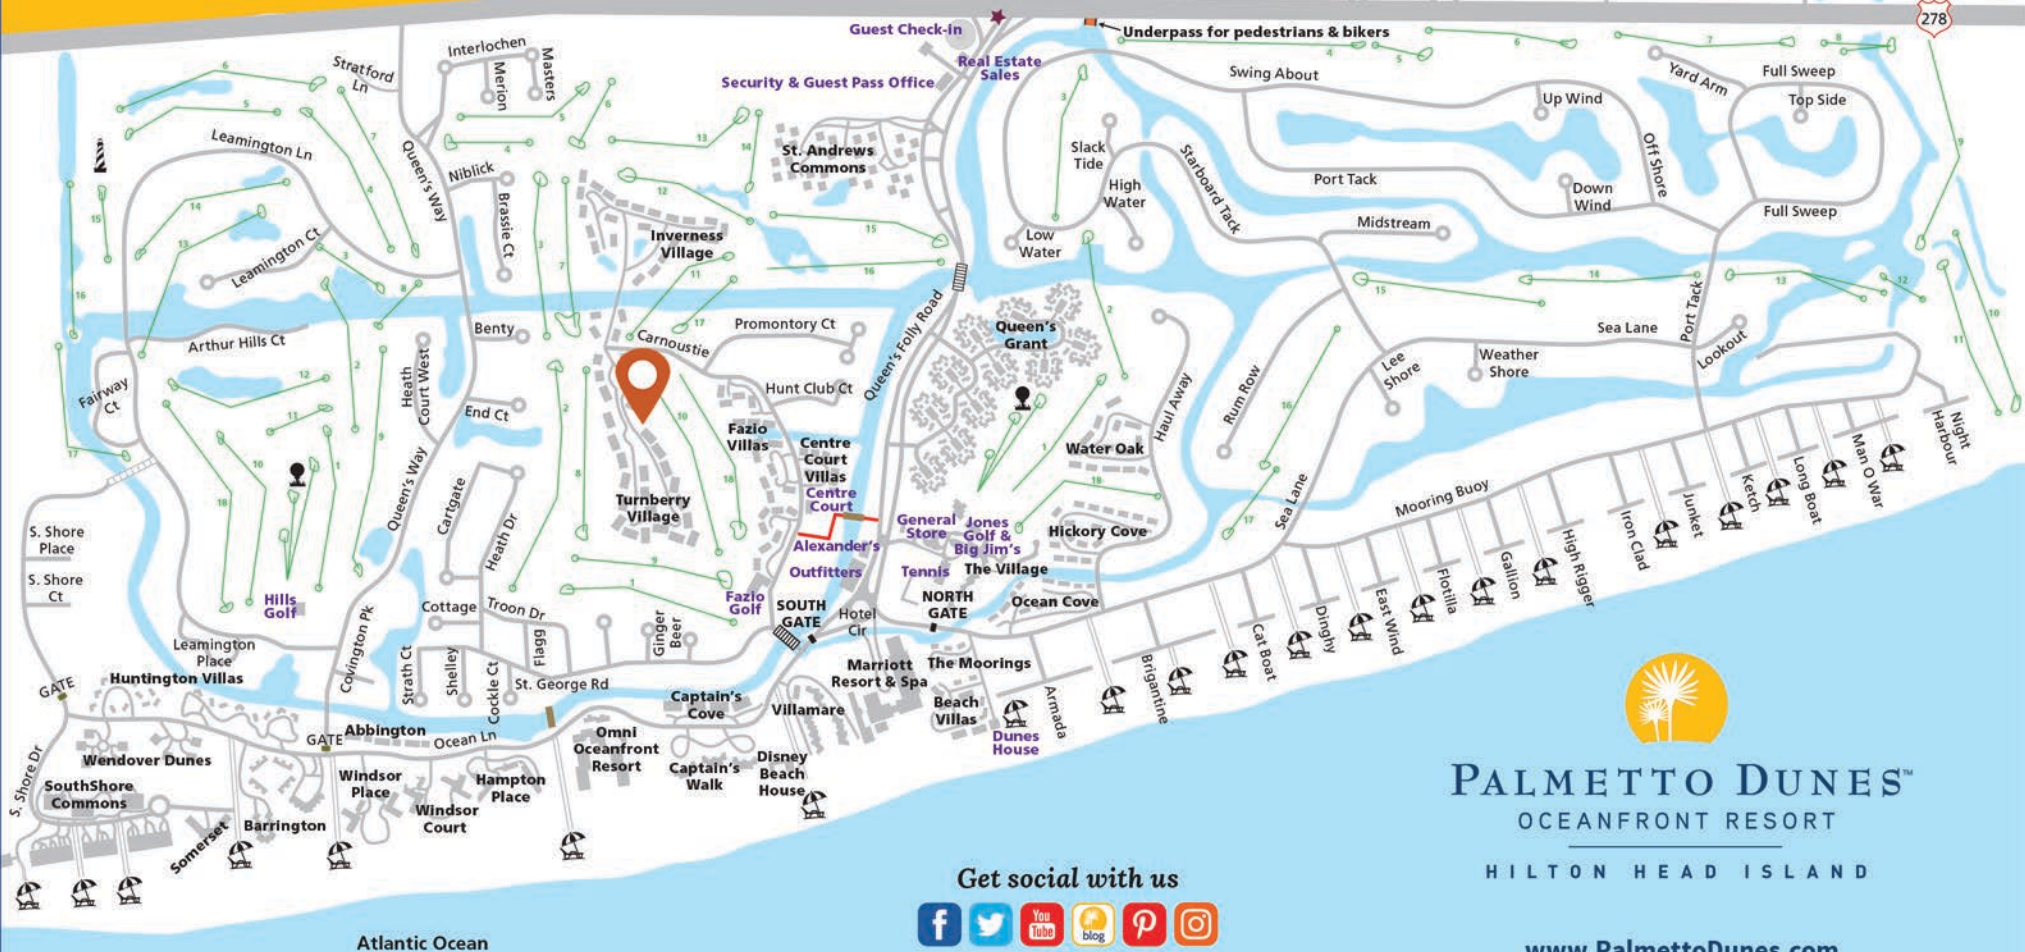 278
Guest Check-in
Underpass for pedestrians & bikers
Real Estate
Sales
Security & Guest Pass Office
Interlochen
Masters
Merion
Stratford
Ln
Leamington Ln
Queen's Way
Niblick
Brassie Ct
St. Andrews
Commons
Inverness
Village
Slack
Tide
High
Water
Low
Water
Swing About
Starboard Tack
Port Tack
Up Wind
Down
Wind
Off Shore
Yard Arm
Full Sweep
Top Side
Full Sweep
Midstream
Leamington Ct
Arthur Hills Ct
Fairway
Ct
Heath
Court West
Benty
End Ct
Carnoustie
Promontory Ct
Hunt Club Ct
Queen's Folly Road
Queen's
Grant
Haul Away
Rum Row
Lee
Shore
Weather
Shore
Sea Lane
Port Tack
Lookout
Night
Harbour
Fazio
Villas
Centre
Court
Villas
Centre
Court
Water Oak
Turnberry
Village
Queen's Way
Cartgate
Heath Dr
Alexander's
Outfitters
General
Store
Jones
Golf &
Big Jim's
Tennis
The Village
Hickory Cove
Ocean Cove
Sea Lane
Mooring Buoy
Man O War
Long Boat
Ketch
Junket
Iron Clad
High Rigger
Gallion
Flotilla
East Wind
Dinghy
Cat Boat
Brigantine
Armada
S. Shore
Place
S. Shore
Ct
Hills
Golf
Leamington
Place
Covington Pk
Cottage
Troon Dr
Flagg
Ginger
Beer
Fazio
Golf
SOUTH
GATE
Hotel
Cir
NORTH
GATE
Strath Ct
Shelley
Cockle Ct
St. George Rd
GATE
Huntington Villas
GATE
Abbington
Ocean Ln
Captain's
Cove
Villamare
Marriott
Resort & Spa
The Moorings
Beach
Villas
Dunes
House
S. Shore Dr
Wendover Dunes
SouthShore
Commons
Somerset
Barrington
Windsor
Place
Windsor
Court
Hampton
Place
Omni
Oceanfront
Resort
Captain's
Walk
Disney
Beach
House
Atlantic Ocean
Get social with us
f
You
Tube
blog
PALMETTO DUNES™
OCEANFRONT RESORT
HILTON HEAD ISLAND
www.PalmettoDunes.com